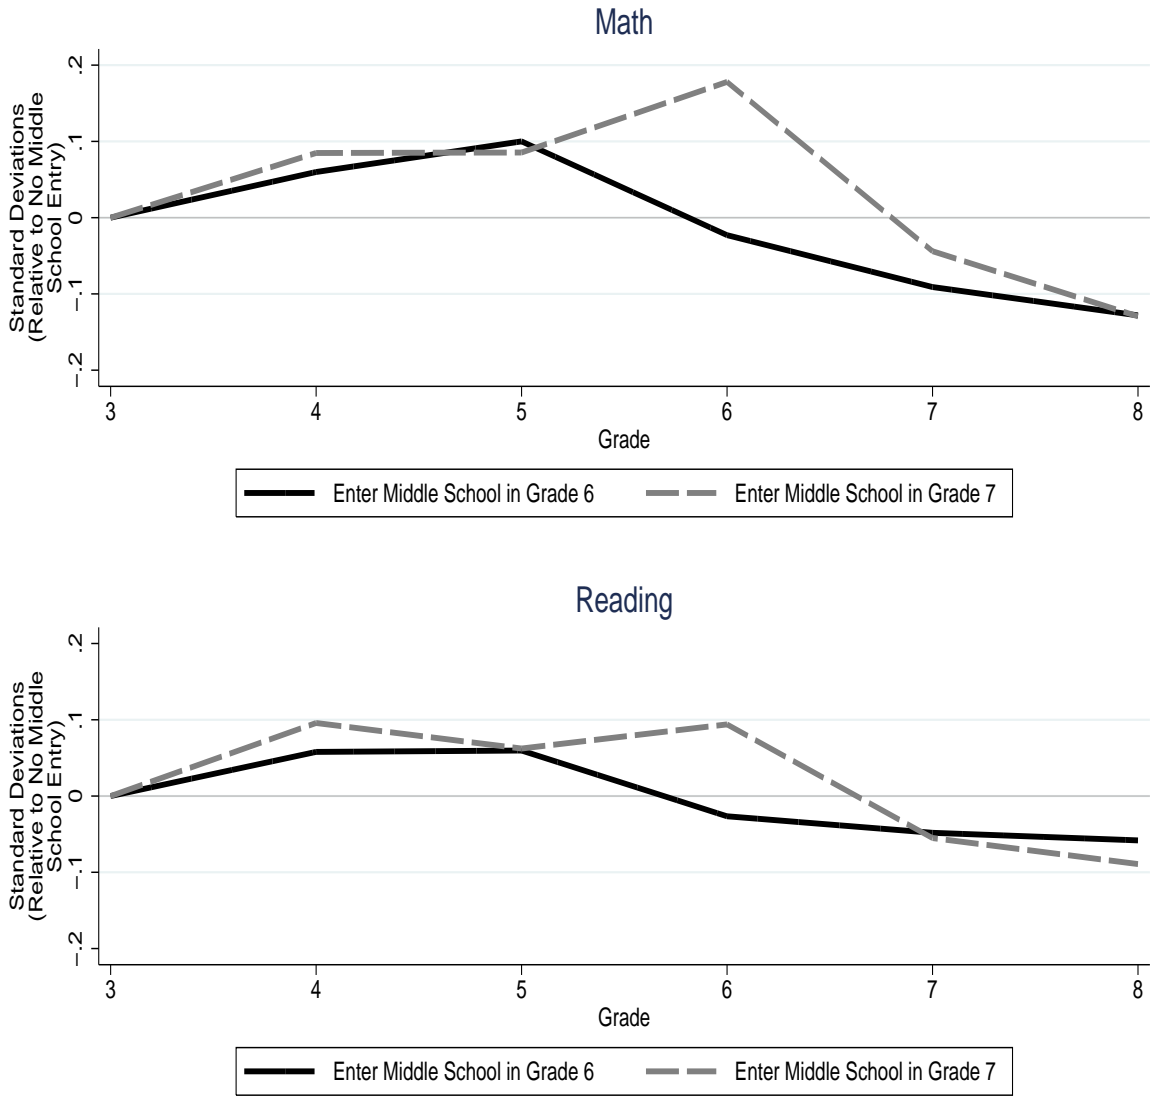 Math
Standard Deviations
(Relative to No Middle
School Entry)
.2
.1
0
−.1
−.2
3 4 5 6 7 8
Grade
Enter Middle School in Grade 6 Enter Middle School in Grade 7
Reading
Standard Deviations
(Relative to No Middle
School Entry)
.2
.1
0
−.1
−.2
3 4 5 6 7 8
Grade
Enter Middle School in Grade 6 Enter Middle School in Grade 7